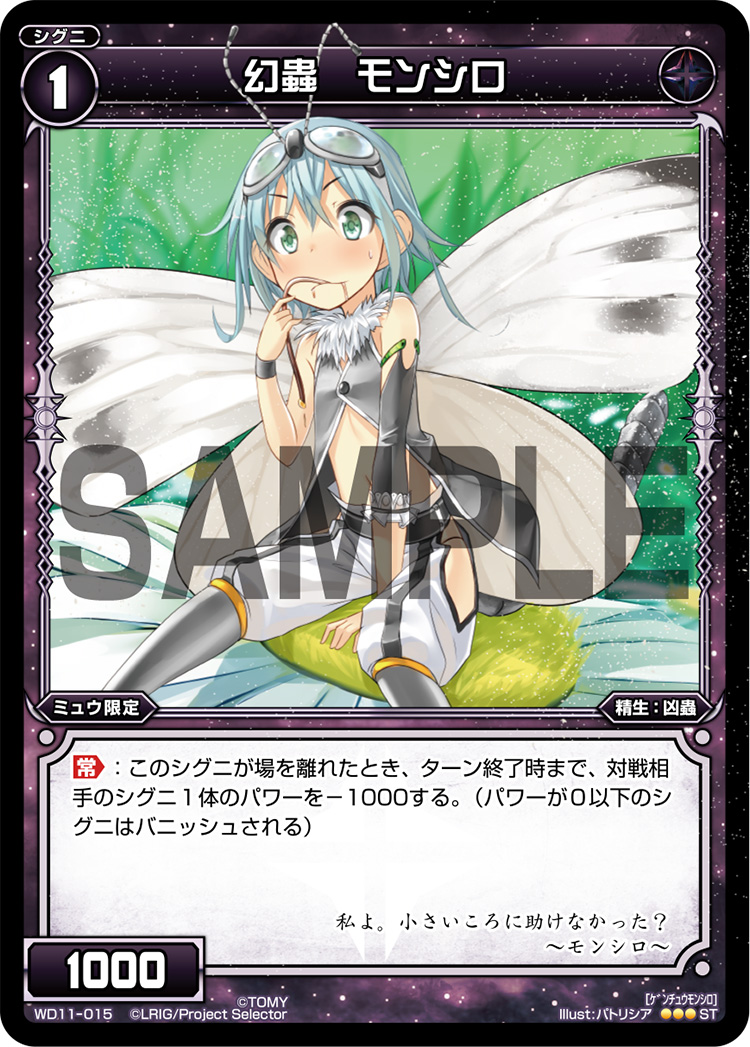 シグニ
1
幻蟲 モンシロ
SAMPLE
ミュウ限定
精生：凶蟲
常：このシグニが場を離れたとき、ターン終了時まで、対戦相
手のシグニ１体のパワーを－1000する。（パワーが０以下のシ
グニはバニッシュされる）
私よ。小さいころに助けなかった？
～モンシロ～
1000
©TOMY
[ｹﾞﾝﾁｭｳﾓﾝｼﾛ]
WD11-015 ©LRIG/Project Selector
Illust:パトリシア ST